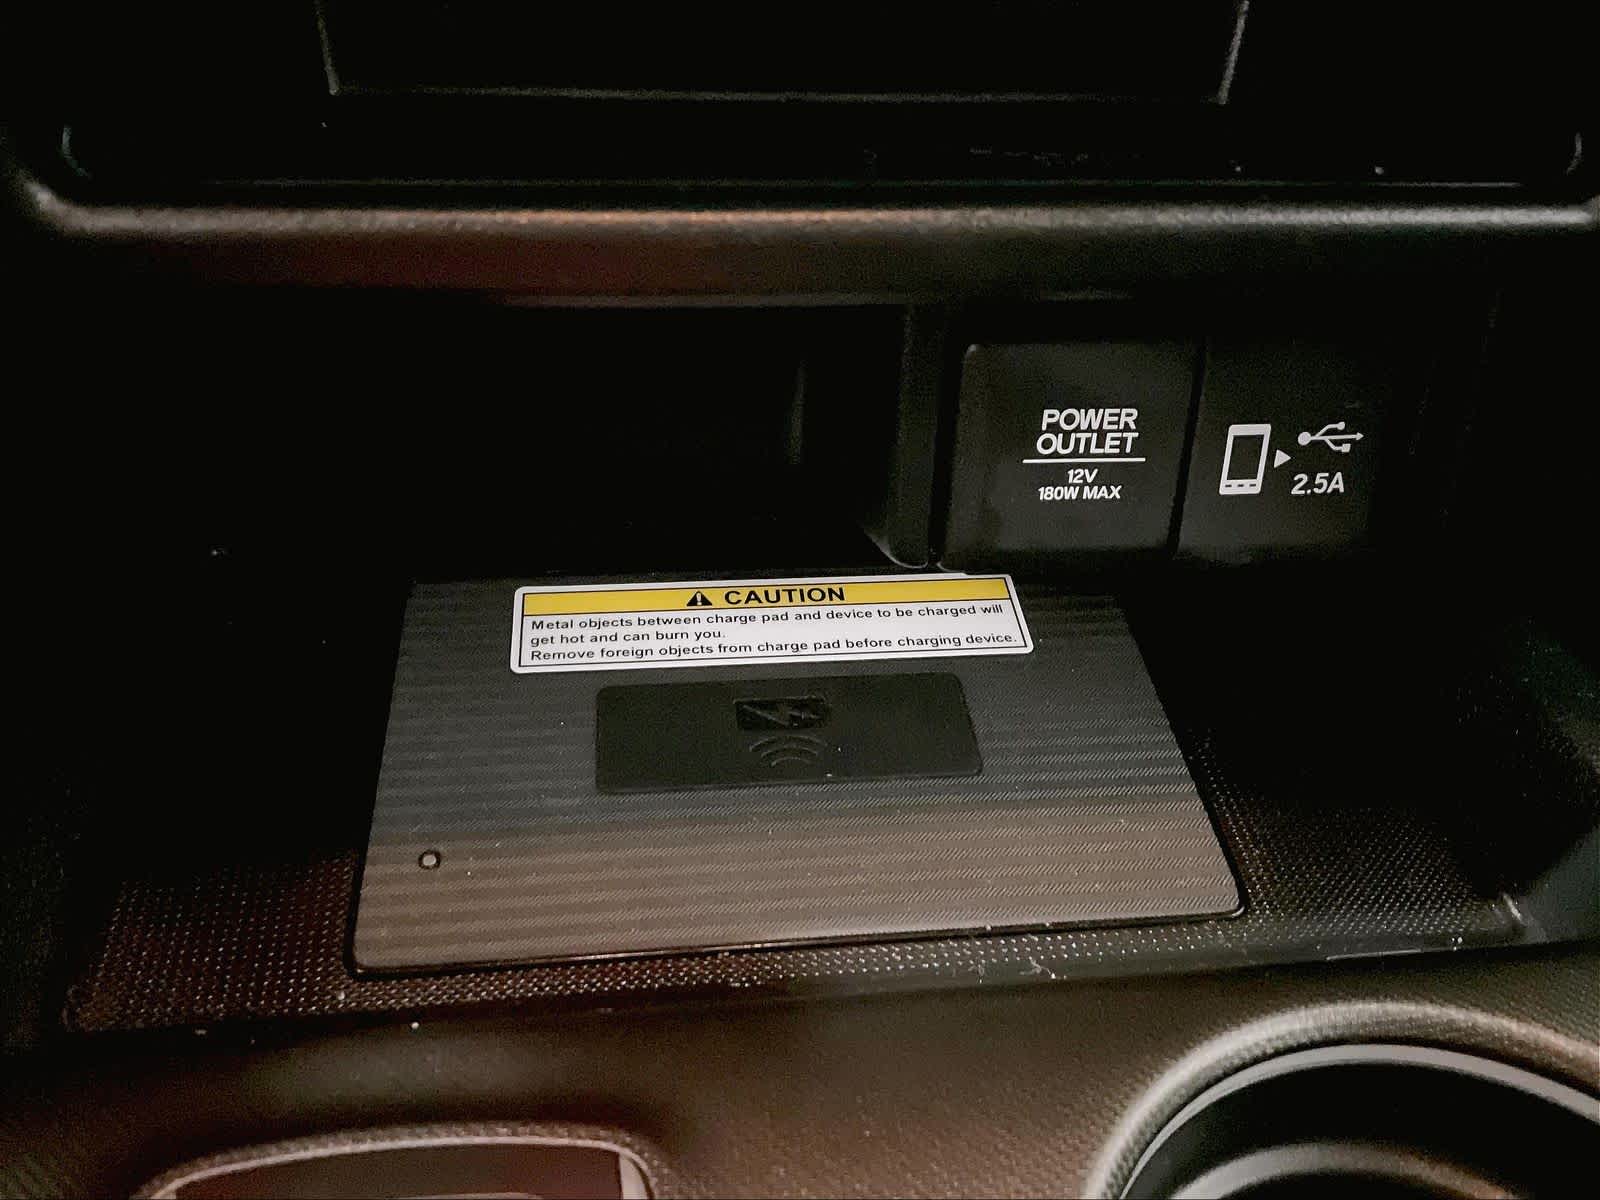 POWER
OUTLET
12V
180W MAX
2.5A
CAUTION
Metal objects between charge pad and device to be charged will
get hot and can burn you.
Remove foreign objects from charge pad before charging device.